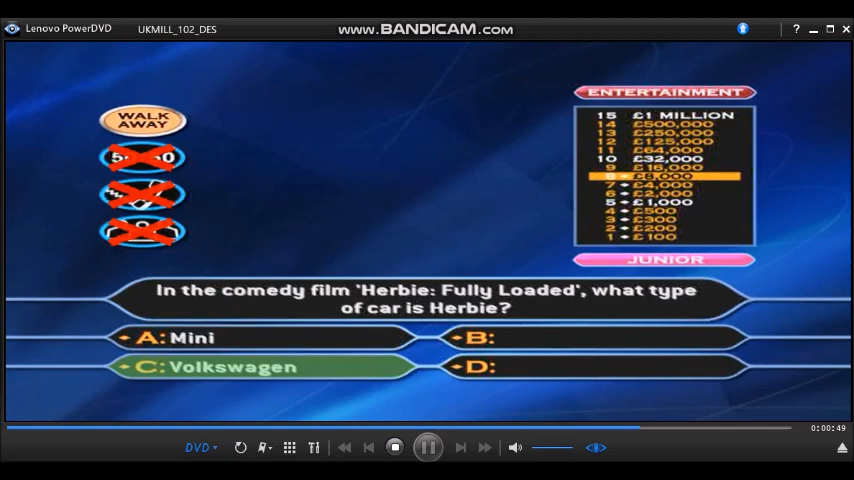 Lenovo PowerDVD
UKMILL_102_DES
www.BANDICAM.com
?
WALK AWAY
ENTERTAINMENT
15 £1 MILLION
14 £500,000
13 £250,000
12 £125,000
11 £64,000
10 £32,000
9 £16,000
8 £8,000
7 £4,000
6 £2,000
5 £1,000
4 £500
3 £300
2 £200
1 £100
JUNIOR
In the comedy film 'Herbie: Fully Loaded', what type
of car is Herbie?
A: Mini
B:
C: Volkswagen
D:
DVD
0:00:49